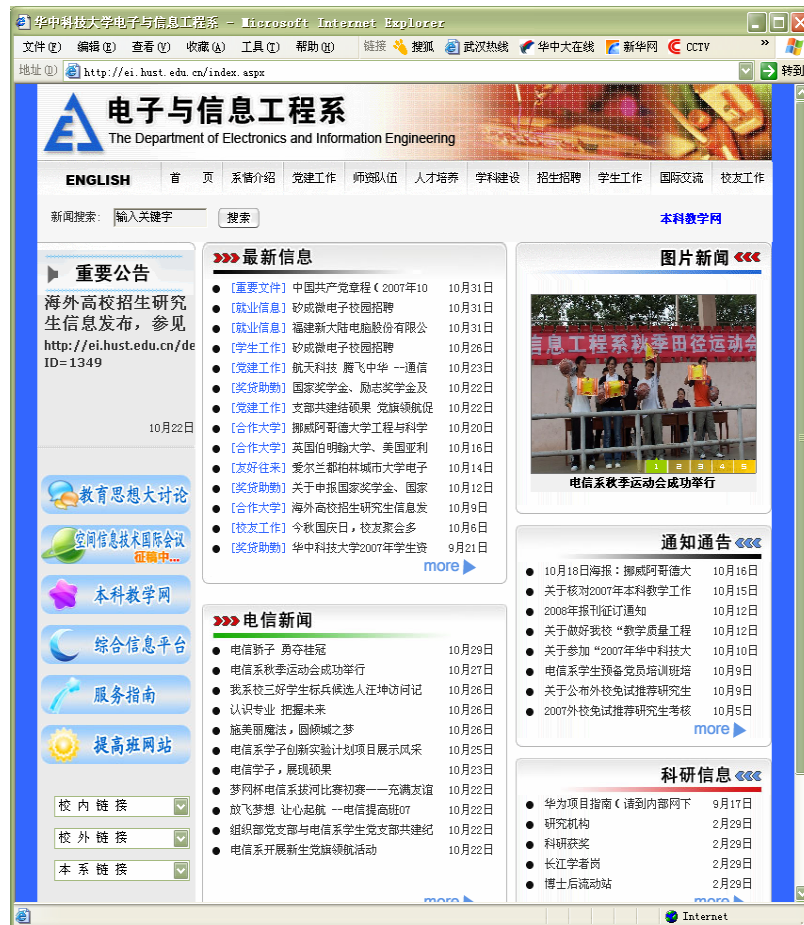 华中科技大学电子与信息工程系 - Microsoft Internet Explorer
文件(F) 编辑(E) 查看(V) 收藏(A) 工具(T) 帮助(H) 链接 搜狐 武汉热线 华中大在线 新华网 CCTV »
地址(D) http://ei.hust.edu.cn/index.aspx 转到
电子与信息工程系
The Department of Electronics and Information Engineering
ENGLISH 首 页 系情介绍 党建工作 师资队伍 人才培养 学科建设 招生招聘 学生工作 国际交流 校友工作
新闻搜索: 输入关键字 搜索 本科教学网
重要公告
海外高校招生研究
生信息发布，参见
http://ei.hust.edu.cn/de
ID=1349
10月22日
教育思想大讨论
空间信息技术国际会议
征稿中...
本科教学网
综合信息平台
服务指南
提高班网站
校 内 链 接
校 外 链 接
本 系 链 接
最新信息
[重要文件] 中国共产党章程(2007年10 10月31日
[就业信息] 矽成微电子校园招聘 10月31日
[就业信息] 福建新大陆电脑股份有限公 10月31日
[学生工作] 矽成微电子校园招聘 10月26日
[党建工作] 航天科技 腾飞中华 --通信 10月23日
[奖贷助勤] 国家奖学金、励志奖学金及 10月22日
[党建工作] 支部共建结硕果 党旗领航促 10月22日
[合作大学] 挪威阿哥德大学工程与科学 10月20日
[合作大学] 英国伯明翰大学、美国亚利 10月16日
[友好往来] 爱尔兰都柏林城市大学电子 10月14日
[奖贷助勤] 关于申报国家奖学金、国家 10月12日
[合作大学] 海外高校招生研究生信息发 10月9日
[校友工作] 今秋国庆日，校友聚会多 10月6日
[奖贷助勤] 华中科技大学2007年学生资 9月21日
more
电信新闻
电信骄子 勇夺桂冠 10月29日
电信系秋季运动会成功举行 10月27日
我系校三好学生标兵候选人汪坤访问记 10月26日
认识专业 把握未来 10月26日
施美丽魔法，圆倾城之梦 10月26日
电信系学子创新实验计划项目展示风采 10月25日
电信学子，展现硕果 10月23日
梦网杯电信系拔河比赛初赛——充满友谊 10月22日
放飞梦想 让心起航 --电信提高班07 10月22日
组织部党支部与电信系学生党支部共建纪 10月22日
电信系开展新生党旗领航活动 10月22日
more
图片新闻
信息工程系秋季田径运动会
1 2 3 4 5
电信系秋季运动会成功举行
通知通告
10月18日海报：挪威阿哥德大 10月16日
关于核对2007年本科教学工作 10月15日
2008年报刊征订通知 10月12日
关于做好我校“教学质量工程 10月12日
关于参加“2007年华中科技大 10月10日
电信系学生预备党员培训班培 10月9日
关于公布外校免试推荐研究生 10月9日
2007外校免试推荐研究生考核 10月5日
more
科研信息
华为项目指南(请到内部网下 9月17日
研究机构 2月29日
科研获奖 2月29日
长江学者岗 2月29日
博士后流动站 2月29日
more
Internet